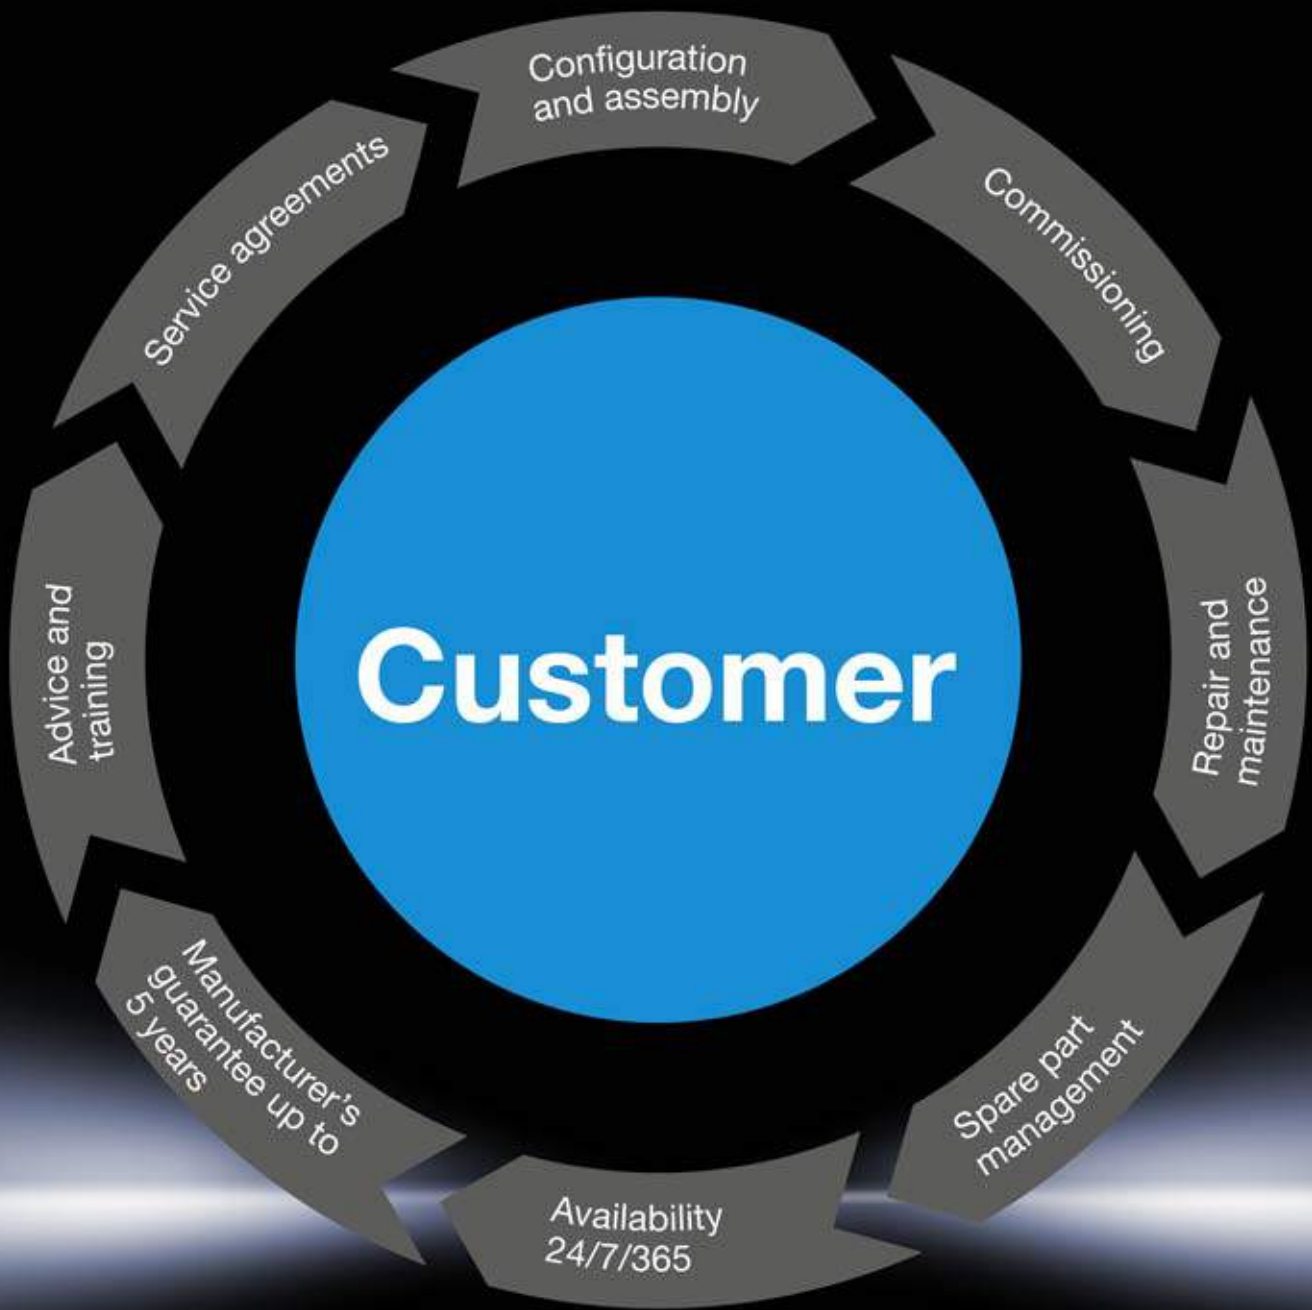 Configuration
and assembly
Commissioning
Repair and
maintenance
Spare part
management
Availability
24/7/365
Manufacturer's
guarantee up to
5 years
Advice and
training
Service agreements
Customer